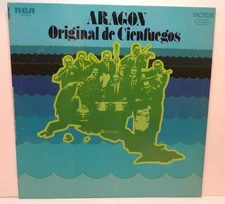 RCA
ARAGON
VICTOR
Original de Cienfuegos